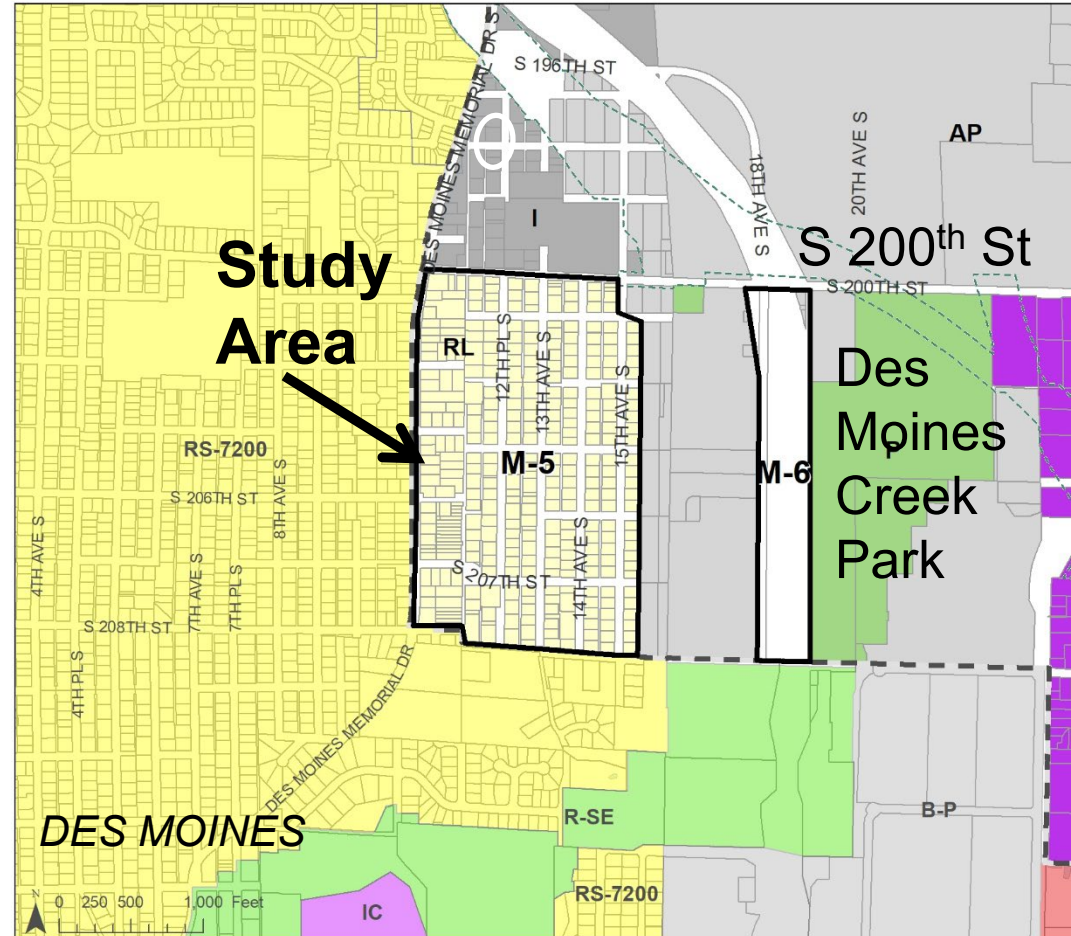 DES MOINES MEMORIAL DR S
S 196TH ST
18TH AVE S
20TH AVE S
AP
I
S 200th St
S 200TH ST
Study
Area
RL
12TH PL S
13TH AVE S
15TH AVE S
M-5
M-6
Des
Moines
Creek
Park
P
RS-7200
S 206TH ST
8TH AVE S
4TH AVE S
7TH AVE S
7TH PL S
S 207TH ST
14TH AVE S
S 208TH ST
4TH PL S
DES MOINES MEMORIAL DR
DES MOINES
R-SE
B-P
RS-7200
IC
N
0 250 500 1,000 Feet